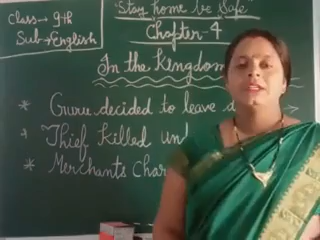 "Stay home be safe"
Class → 9th
Sub → English
Chapter-4
In the Kingdom
* Guru decided to leave
* Thief Killed
* Merchants